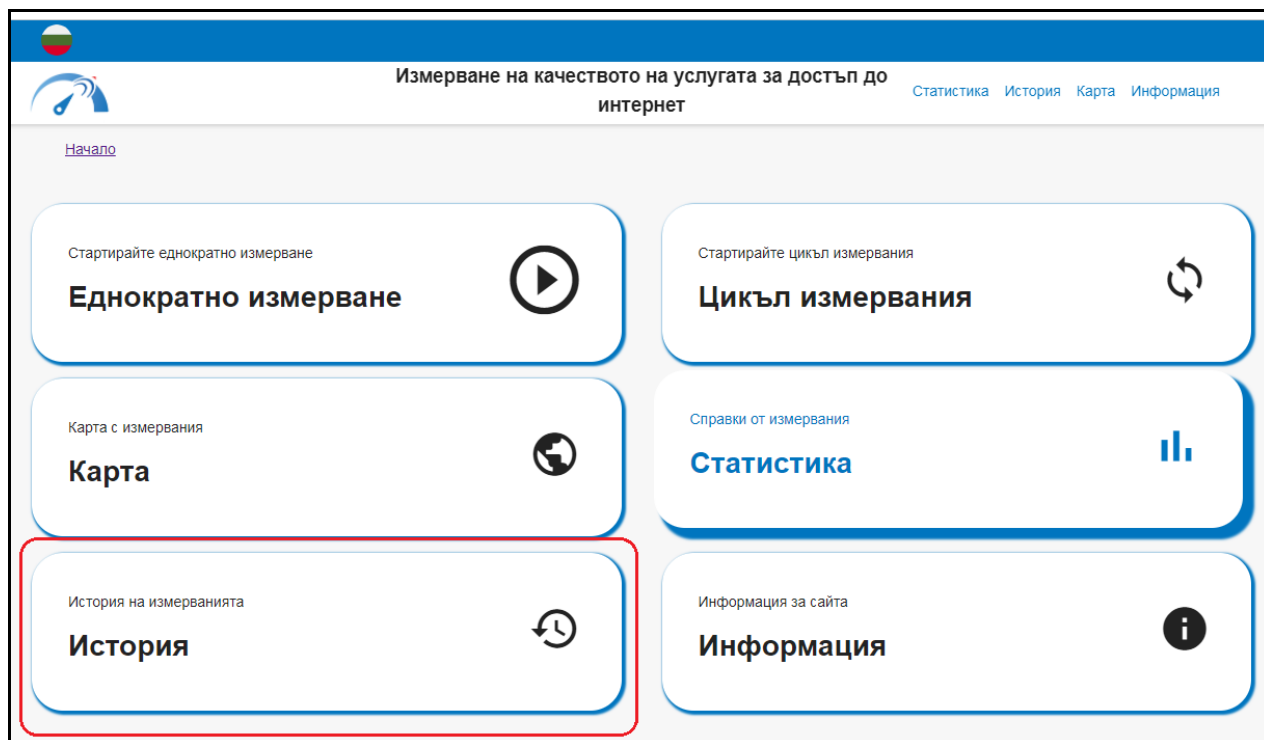 Измерване на качеството на услугата за достъп до
интернет
Статистика История Карта Информация
Начало
Стартирайте еднократно измерване
Еднократно измерване
Стартирайте цикъл измервания
Цикъл измервания
Карта с измервания
Карта
Справки от измервания
Статистика
История на измерванията
История
Информация за сайта
Информация